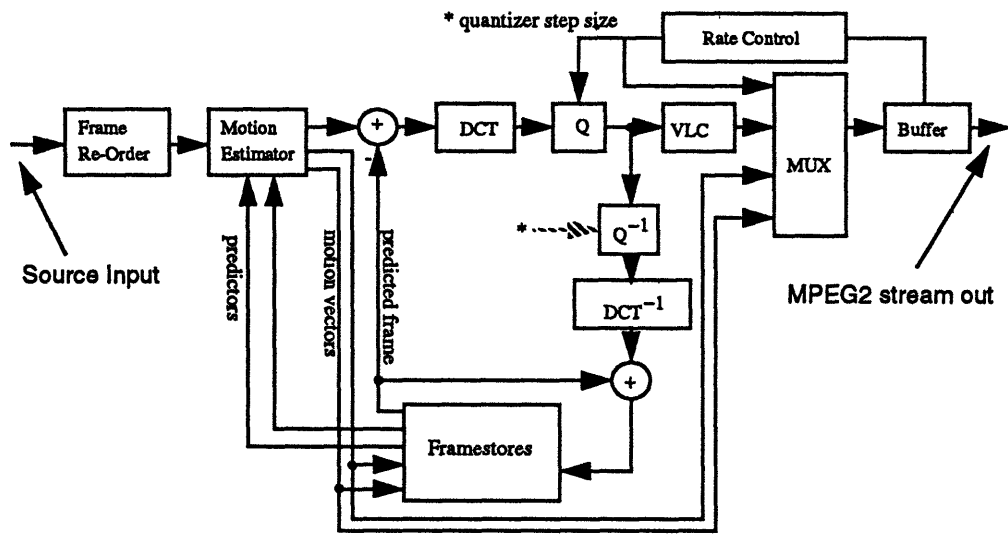 * quantizer step size
Rate Control
Frame
Re-Order
Motion
Estimator
+
-
DCT
Q
VLC
MUX
Buffer
* 
Q-1
DCT-1
+
Source Input
predictors
motion vectors
predicted frame
MPEG2 stream out
Framestores